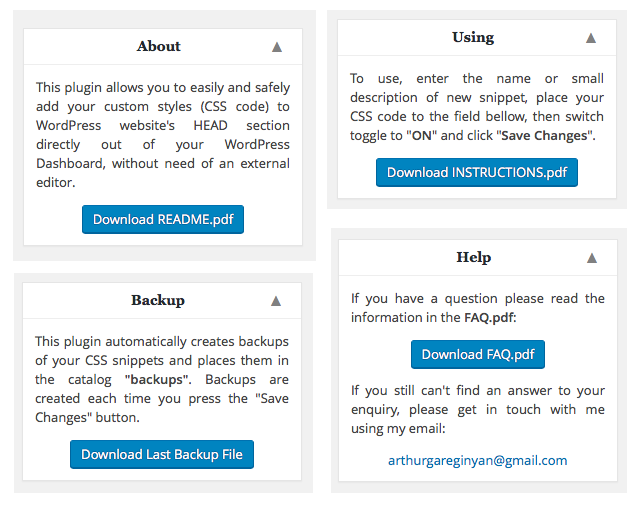 About ▲
This plugin allows you to easily and safely
add your custom styles (CSS code) to
WordPress website's HEAD section
directly out of your WordPress
Dashboard, without need of an external
editor.
Download README.pdf
Using ▲
To use, enter the name or small
description of new snippet, place your
CSS code to the field bellow, then switch
toggle to "ON" and click "Save Changes".
Download INSTRUCTIONS.pdf
Backup ▲
This plugin automatically creates backups
of your CSS snippets and places them in
the catalog "backups". Backups are
created each time you press the "Save
Changes" button.
Download Last Backup File
Help ▲
If you have a question please read the
information in the FAQ.pdf:
Download FAQ.pdf
If you still can't find an answer to your
enquiry, please get in touch with me
using my email:
arthurgareginyan@gmail.com